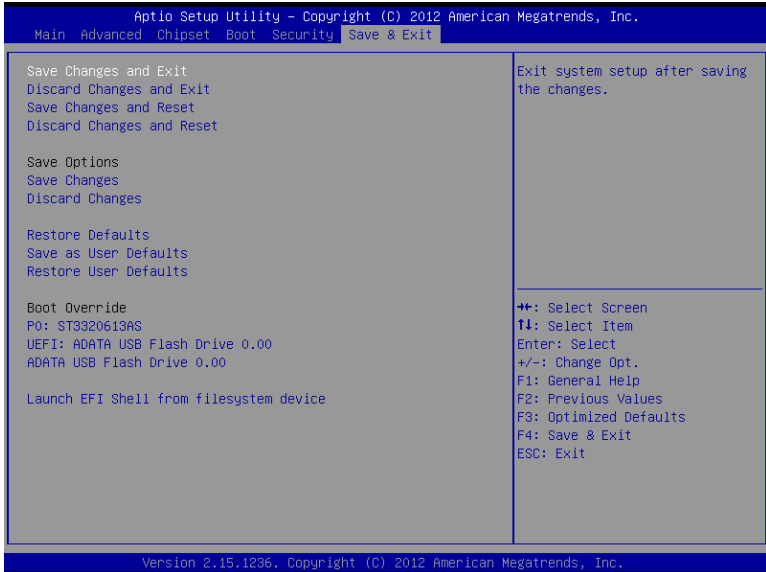 Aptio Setup Utility – Copyright (C) 2012 American Megatrends, Inc.
Main Advanced Chipset Boot Security Save & Exit
Save Changes and Exit
Discard Changes and Exit
Save Changes and Reset
Discard Changes and Reset
Save Options
Save Changes
Discard Changes
Restore Defaults
Save as User Defaults
Restore User Defaults
Boot Override
P0: ST3320613AS
UEFI: ADATA USB Flash Drive 0.00
ADATA USB Flash Drive 0.00
Launch EFI Shell from filesystem device
Exit system setup after saving
the changes.
→←: Select Screen
↑↓: Select Item
Enter: Select
+/-: Change Opt.
F1: General Help
F2: Previous Values
F3: Optimized Defaults
F4: Save & Exit
ESC: Exit
Version 2.15.1236. Copyright (C) 2012 American Megatrends, Inc.